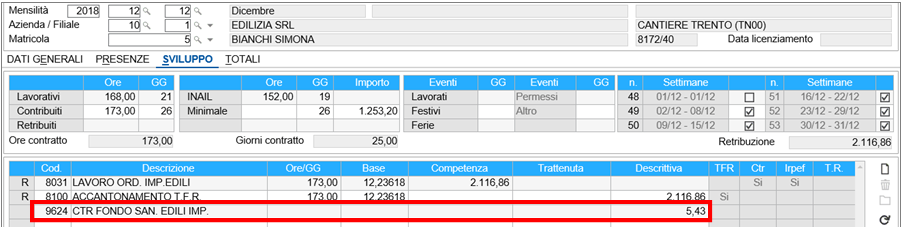 Mensilità 2018 12 12 Dicembre
Azienda / Filiale 10 1 EDILIZIA SRL CANTIERE TRENTO (TN00)
Matricola 5 BIANCHI SIMONA 8172/40 Data licenziamento
DATI GENERALI PRESENZE SVILUPPO TOTALI
Ore GG Ore GG Importo Eventi GG Eventi GG n. Settimane n. Settimane
Lavorativi 168,00 21 INAIL 152,00 19 Lavorati Permessi 48 01/12 - 01/12 51 16/12 - 22/12
Contribuiti 173,00 26 Minimale 26 1.253,20 Festivi Altro 49 02/12 - 08/12 52 23/12 - 29/12
Retribuiti Ferie 50 09/12 - 15/12 53 30/12 - 31/12
Ore contratto 173,00 Giorni contratto 25,00 Retribuzione 2.116,86
Cod. Descrizione Ore/GG Base Competenza Trattenuta Descrittiva TFR Ctr Irpef T.R.
R 8031 LAVORO ORD. IMP.EDILI 173,00 12,23618 2.116,86 Si Si
R 8100 ACCANTONAMENTO T.F.R. 173,00 12,23618 2.116,86 Si
9624 CTR FONDO SAN. EDILI IMP. 5,43